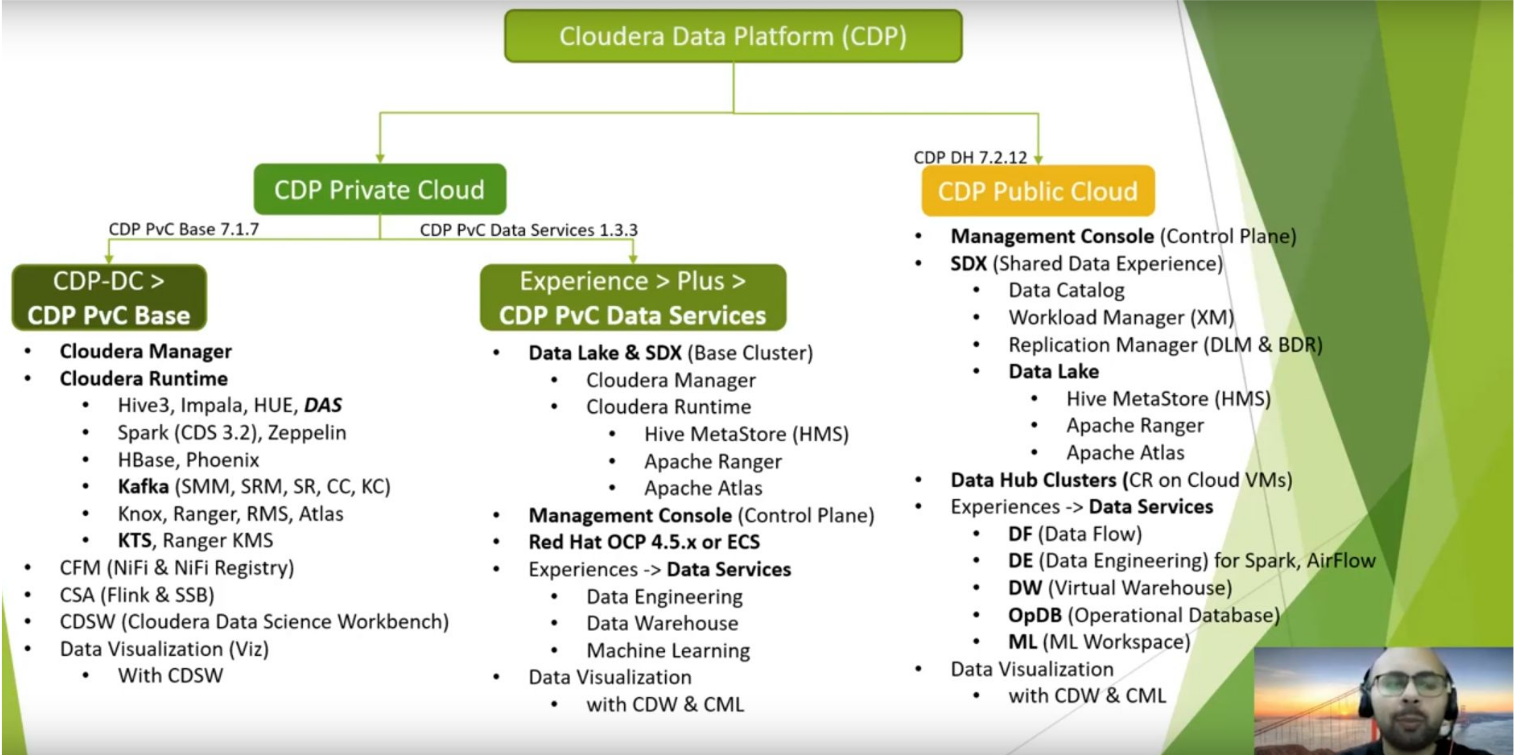 Cloudera Data Platform (CDP)
CDP DH 7.2.12
CDP Private Cloud
CDP Public Cloud
CDP PvC Base 7.1.7
CDP PvC Data Services 1.3.3
CDP-DC >
CDP PvC Base
• Cloudera Manager
• Cloudera Runtime
• Hive3, Impala, HUE, DAS
• Spark (CDS 3.2), Zeppelin
• HBase, Phoenix
• Kafka (SMM, SRM, SR, CC, KC)
• Knox, Ranger, RMS, Atlas
• KTS, Ranger KMS
• CFM (NiFi & NiFi Registry)
• CSA (Flink & SSB)
• CDSW (Cloudera Data Science Workbench)
• Data Visualization (Viz)
• With CDSW
Experience > Plus >
CDP PvC Data Services
• Data Lake & SDX (Base Cluster)
• Cloudera Manager
• Cloudera Runtime
• Hive MetaStore (HMS)
• Apache Ranger
• Apache Atlas
• Management Console (Control Plane)
• Red Hat OCP 4.5.x or ECS
• Experiences -> Data Services
• Data Engineering
• Data Warehouse
• Machine Learning
• Data Visualization
• with CDW & CML
• Management Console (Control Plane)
• SDX (Shared Data Experience)
• Data Catalog
• Workload Manager (XM)
• Replication Manager (DLM & BDR)
• Data Lake
• Hive MetaStore (HMS)
• Apache Ranger
• Apache Atlas
• Data Hub Clusters (CR on Cloud VMs)
• Experiences -> Data Services
• DF (Data Flow)
• DE (Data Engineering) for Spark, AirFlow
• DW (Virtual Warehouse)
• OpDB (Operational Database)
• ML (ML Workspace)
• Data Visualization
• with CDW & CML